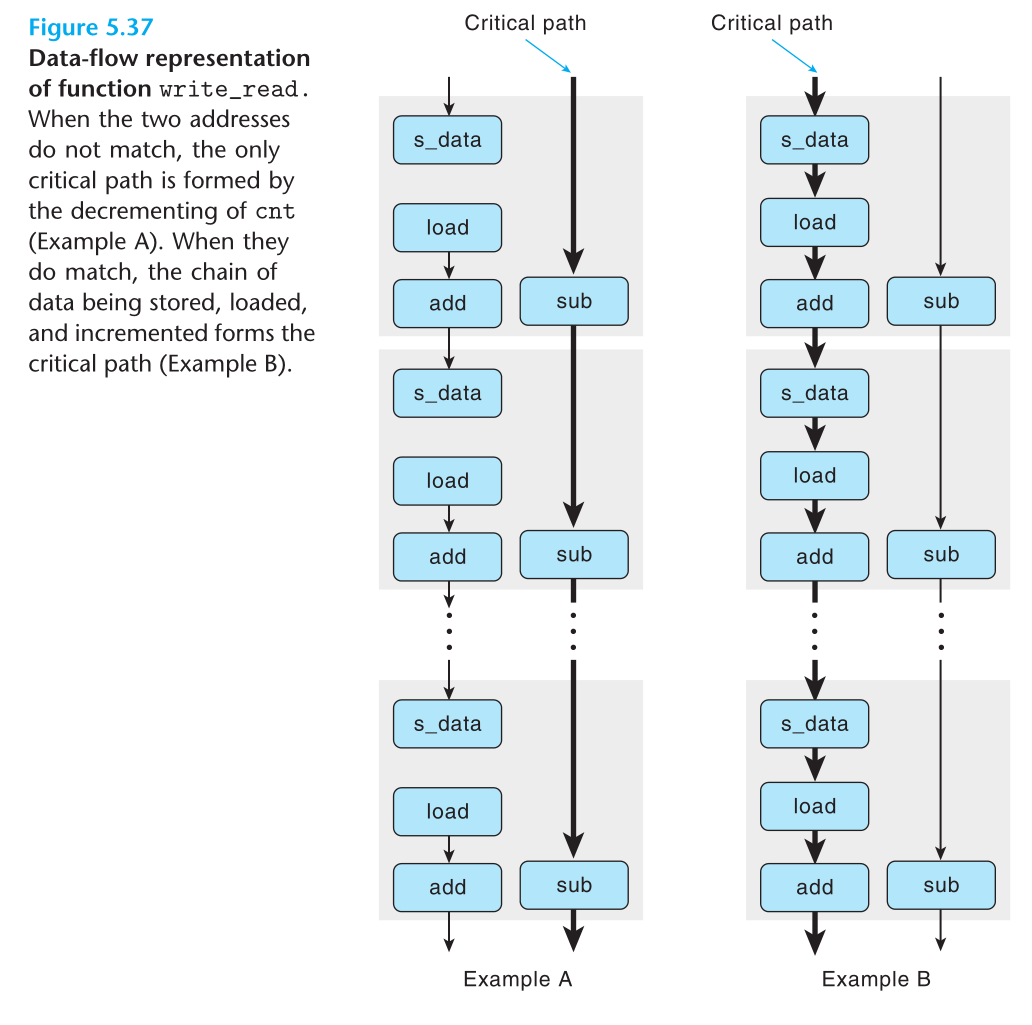 Figure 5.37
Data-flow representation
of function write_read.
When the two addresses
do not match, the only
critical path is formed by
the decrementing of cnt
(Example A). When they
do match, the chain of
data being stored, loaded,
and incremented forms the
critical path (Example B).
Critical path
s_data
load
add
sub
s_data
load
add
sub
s_data
load
add
sub
Example A
Critical path
s_data
load
add
sub
s_data
load
add
sub
s_data
load
add
sub
Example B